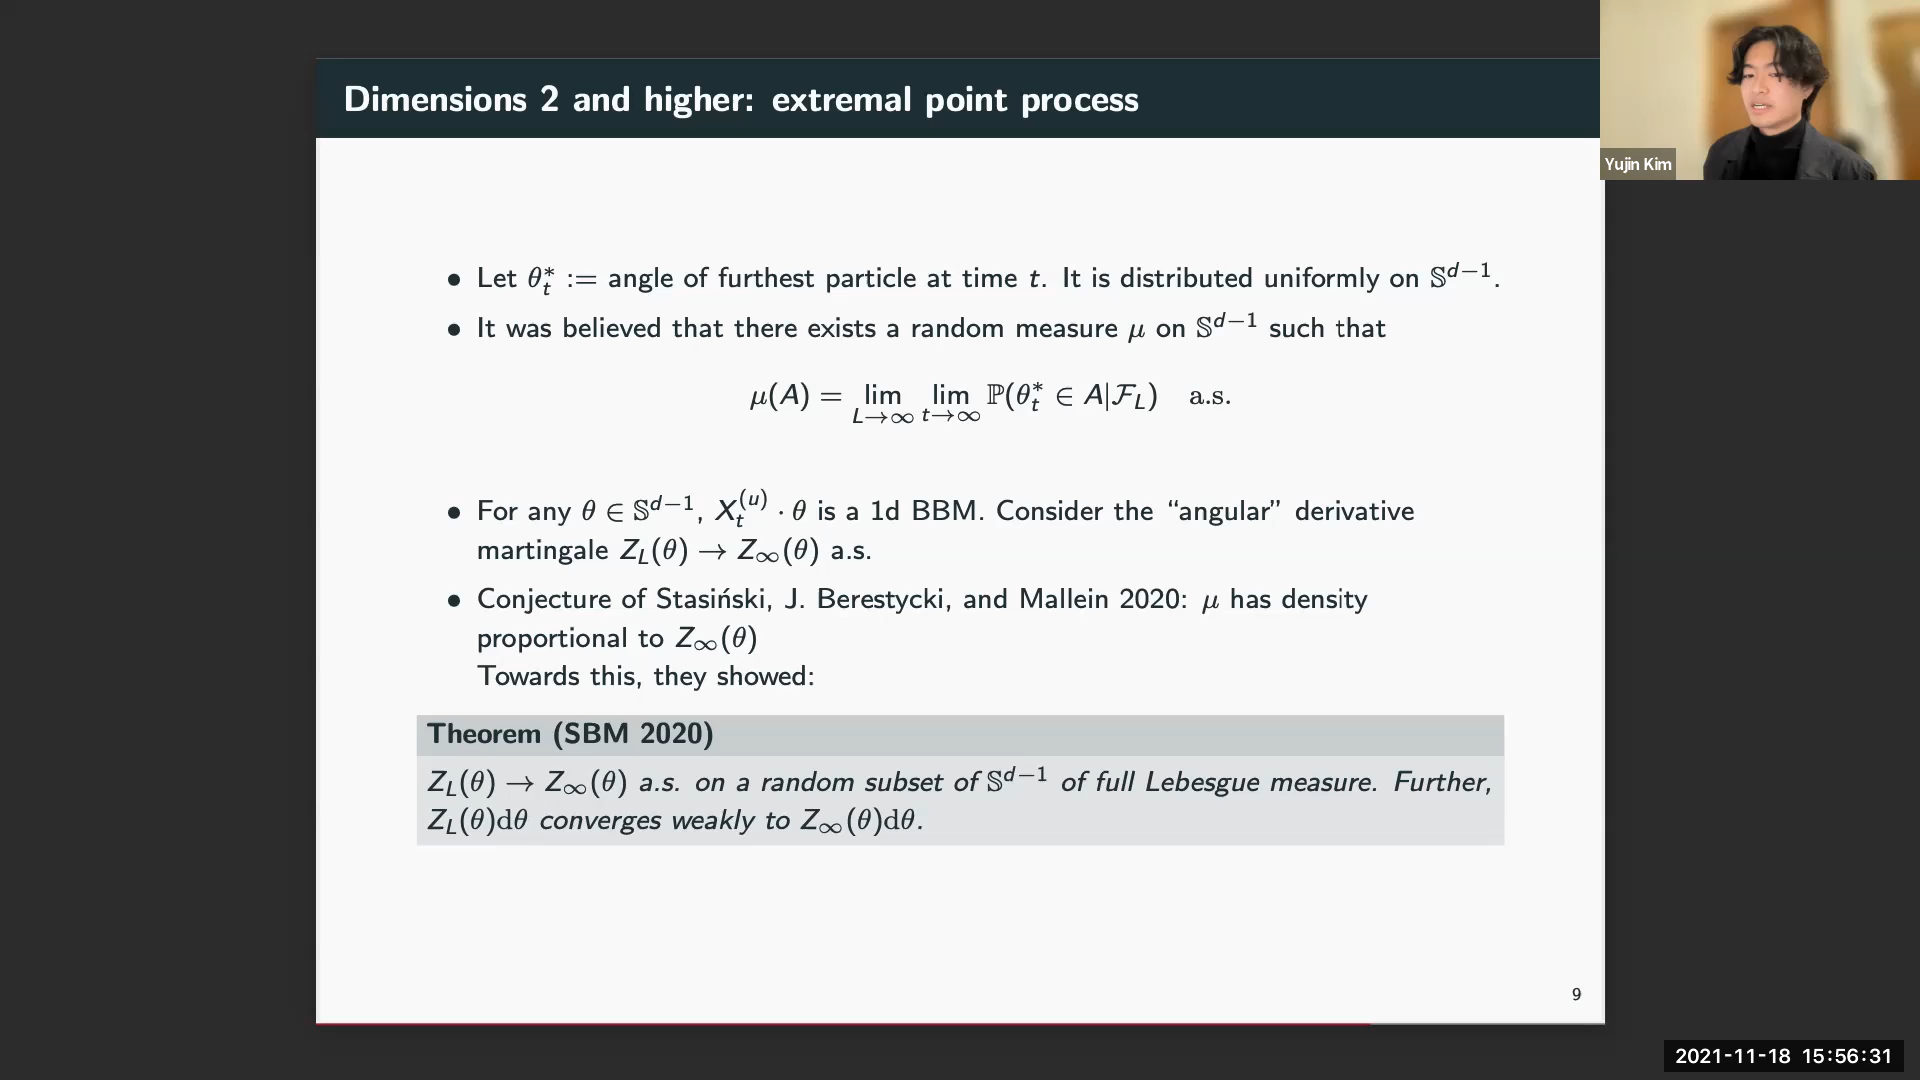 Dimensions 2 and higher: extremal point process
Yujin Kim
• Let θ*_t := angle of furthest particle at time t. It is distributed uniformly on 𝕊^{d−1}.
• It was believed that there exists a random measure μ on 𝕊^{d−1} such that
μ(A) = lim_{L→∞} lim_{t→∞} ℙ(θ*_t ∈ A|ℱ_L) a.s.
• For any θ ∈ 𝕊^{d−1}, X_t^{(u)} · θ is a 1d BBM. Consider the “angular” derivative
martingale Z_L(θ) → Z_∞(θ) a.s.
• Conjecture of Stasiński, J. Berestycki, and Mallein 2020: μ has density
proportional to Z_∞(θ)
Towards this, they showed:
Theorem (SBM 2020)
Z_L(θ) → Z_∞(θ) a.s. on a random subset of 𝕊^{d−1} of full Lebesgue measure. Further,
Z_L(θ)dθ converges weakly to Z_∞(θ)dθ.
9
2021-11-18 15:56:31